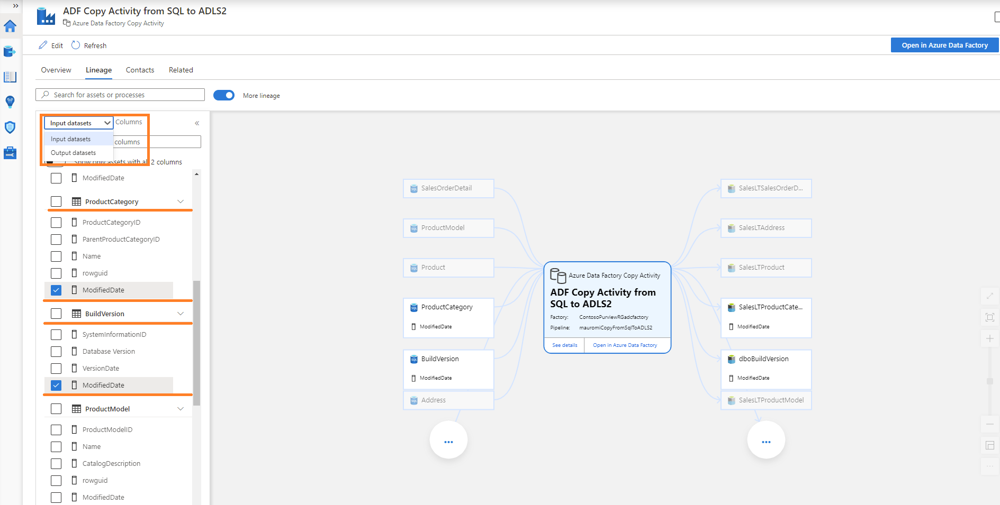 ADF Copy Activity from SQL to ADLS2
Azure Data Factory Copy Activity
Edit
Refresh
Open in Azure Data Factory
Overview
Lineage
Contacts
Related
Search for assets or processes
More lineage
Input datasets
Columns
Input datasets
columns
Output datasets
Show only assets with all 2 columns
ModifiedDate
ProductCategory
ProductCategoryID
ParentProductCategoryID
Name
rowguid
ModifiedDate
BuildVersion
SystemInformationID
Database Version
VersionDate
ModifiedDate
ProductModel
ProductModelID
Name
CatalogDescription
rowguid
ModifiedDate
SalesOrderDetail
ProductModel
Product
ProductCategory
ModifiedDate
BuildVersion
ModifiedDate
Address
...
Azure Data Factory Copy Activity
ADF Copy Activity from
SQL to ADLS2
Factory: ContosoPurviewRGadcfactory
Pipeline: mauromiCopyFromSqlToADLS2
See details
Open in Azure Data Factory
SalesLTSalesOrderD...
SalesLTAddress
SalesLTProduct
SalesLTProductCate...
ModifiedDate
dboBuildVersion
ModifiedDate
SalesLTProductModel
...